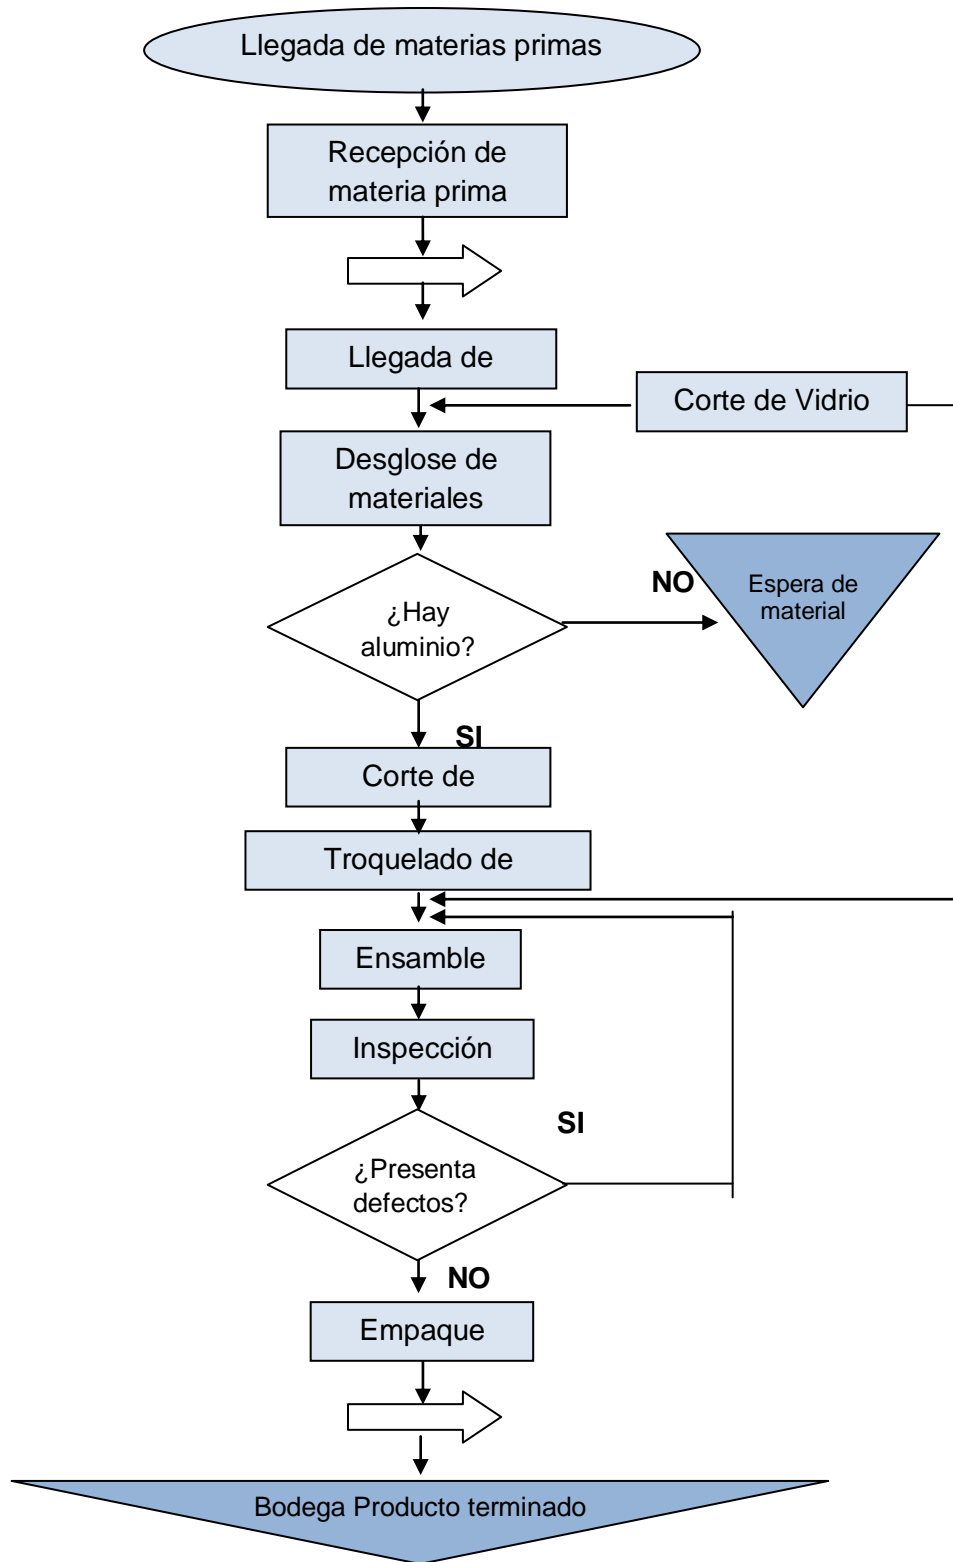 Llegada de materias primas
Recepción de
materia prima
Llegada de
Corte de Vidrio
Desglose de
materiales
NO
Espera de
material
¿Hay
aluminio?
SI
Corte de
Troquelado de
Ensamble
Inspección
SI
¿Presenta
defectos?
NO
Empaque
Bodega Producto terminado